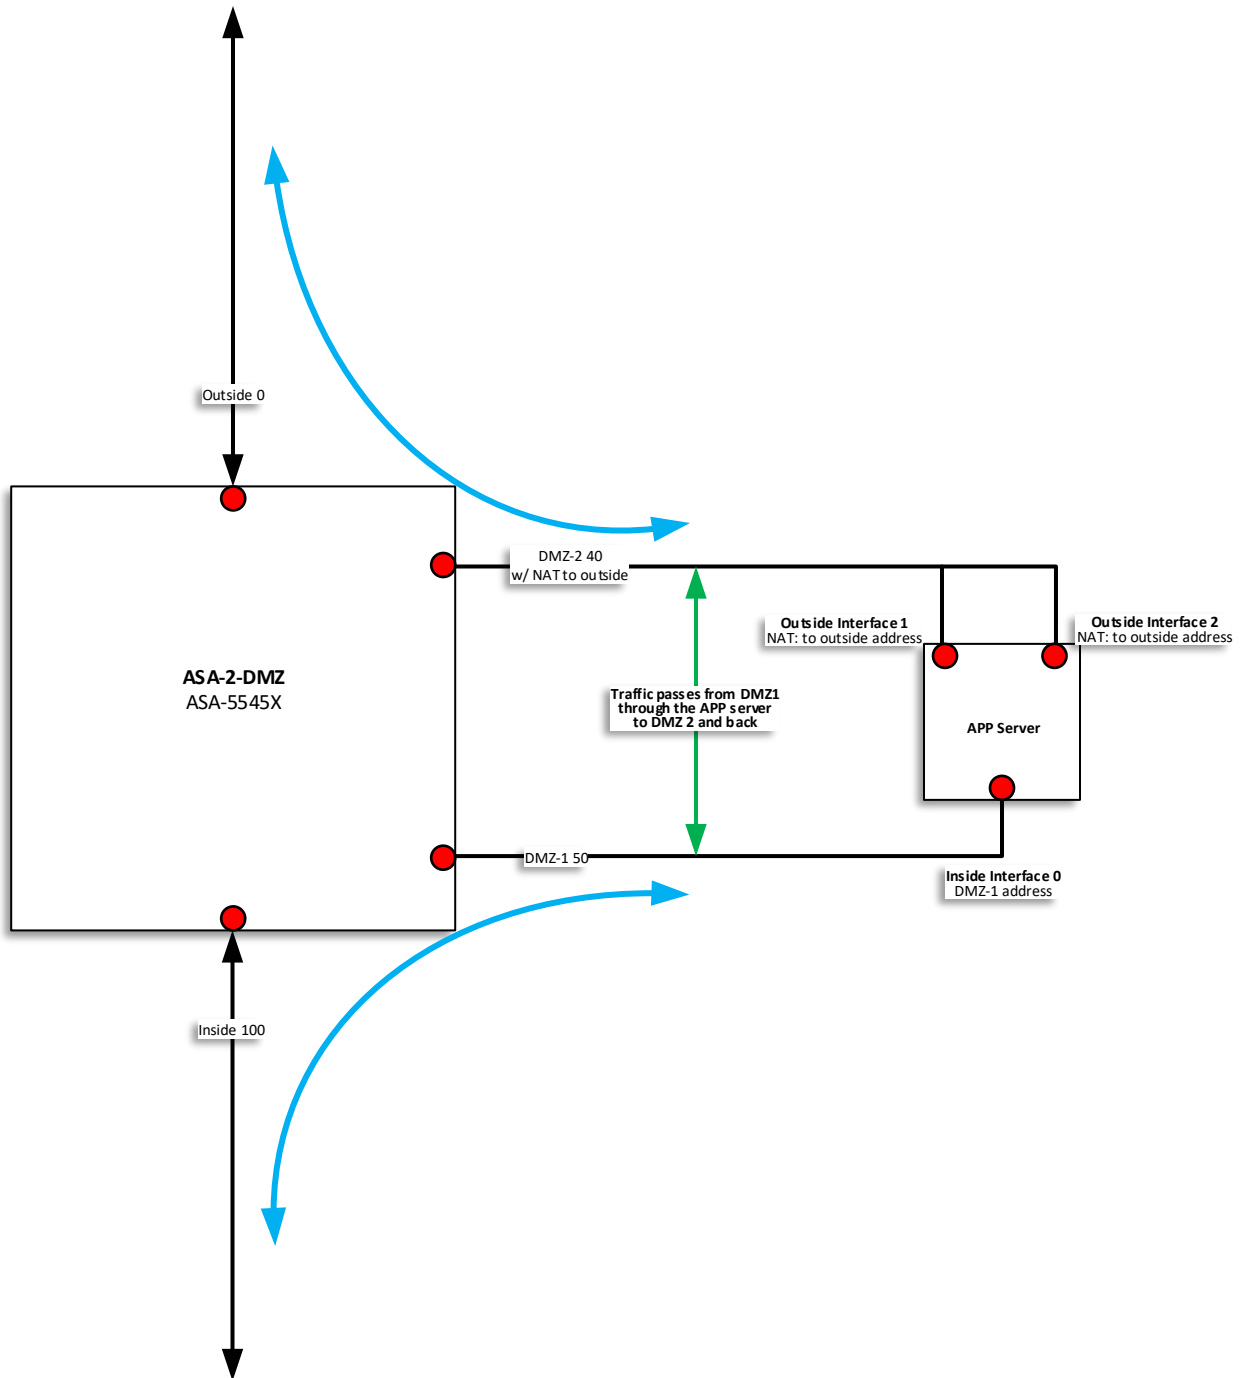 Outside 0
DMZ-2 40
w/ NAT to outside
Outside Interface 1
NAT: to outside address
Outside Interface 2
NAT: to outside address
ASA-2-DMZ
ASA-5545X
Traffic passes from DMZ1
through the APP server
to DMZ 2 and back
APP Server
DMZ-1 50
Inside Interface 0
DMZ-1 address
Inside 100